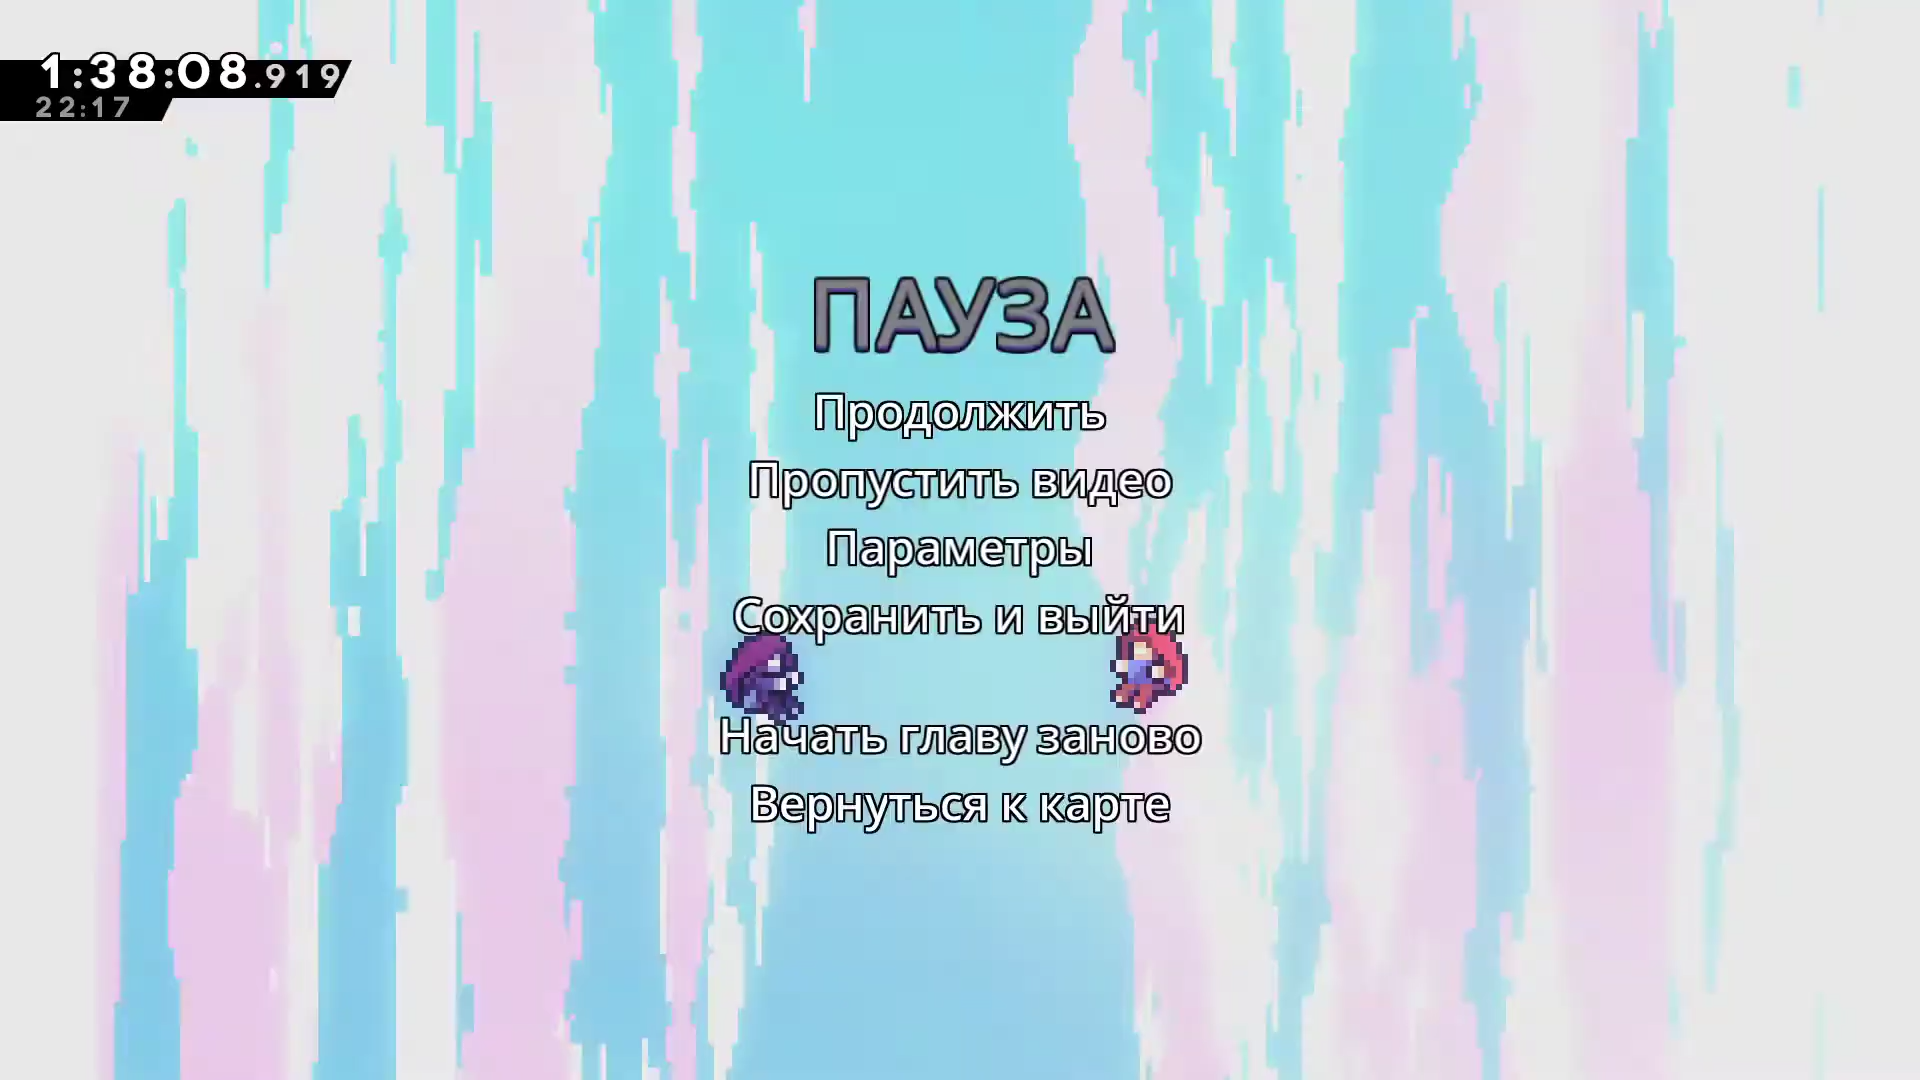 1:38:08.919
22:17
ПАУЗА
Продолжить
Пропустить видео
Параметры
Сохранить и выйти
Начать главу заново
Вернуться к карте